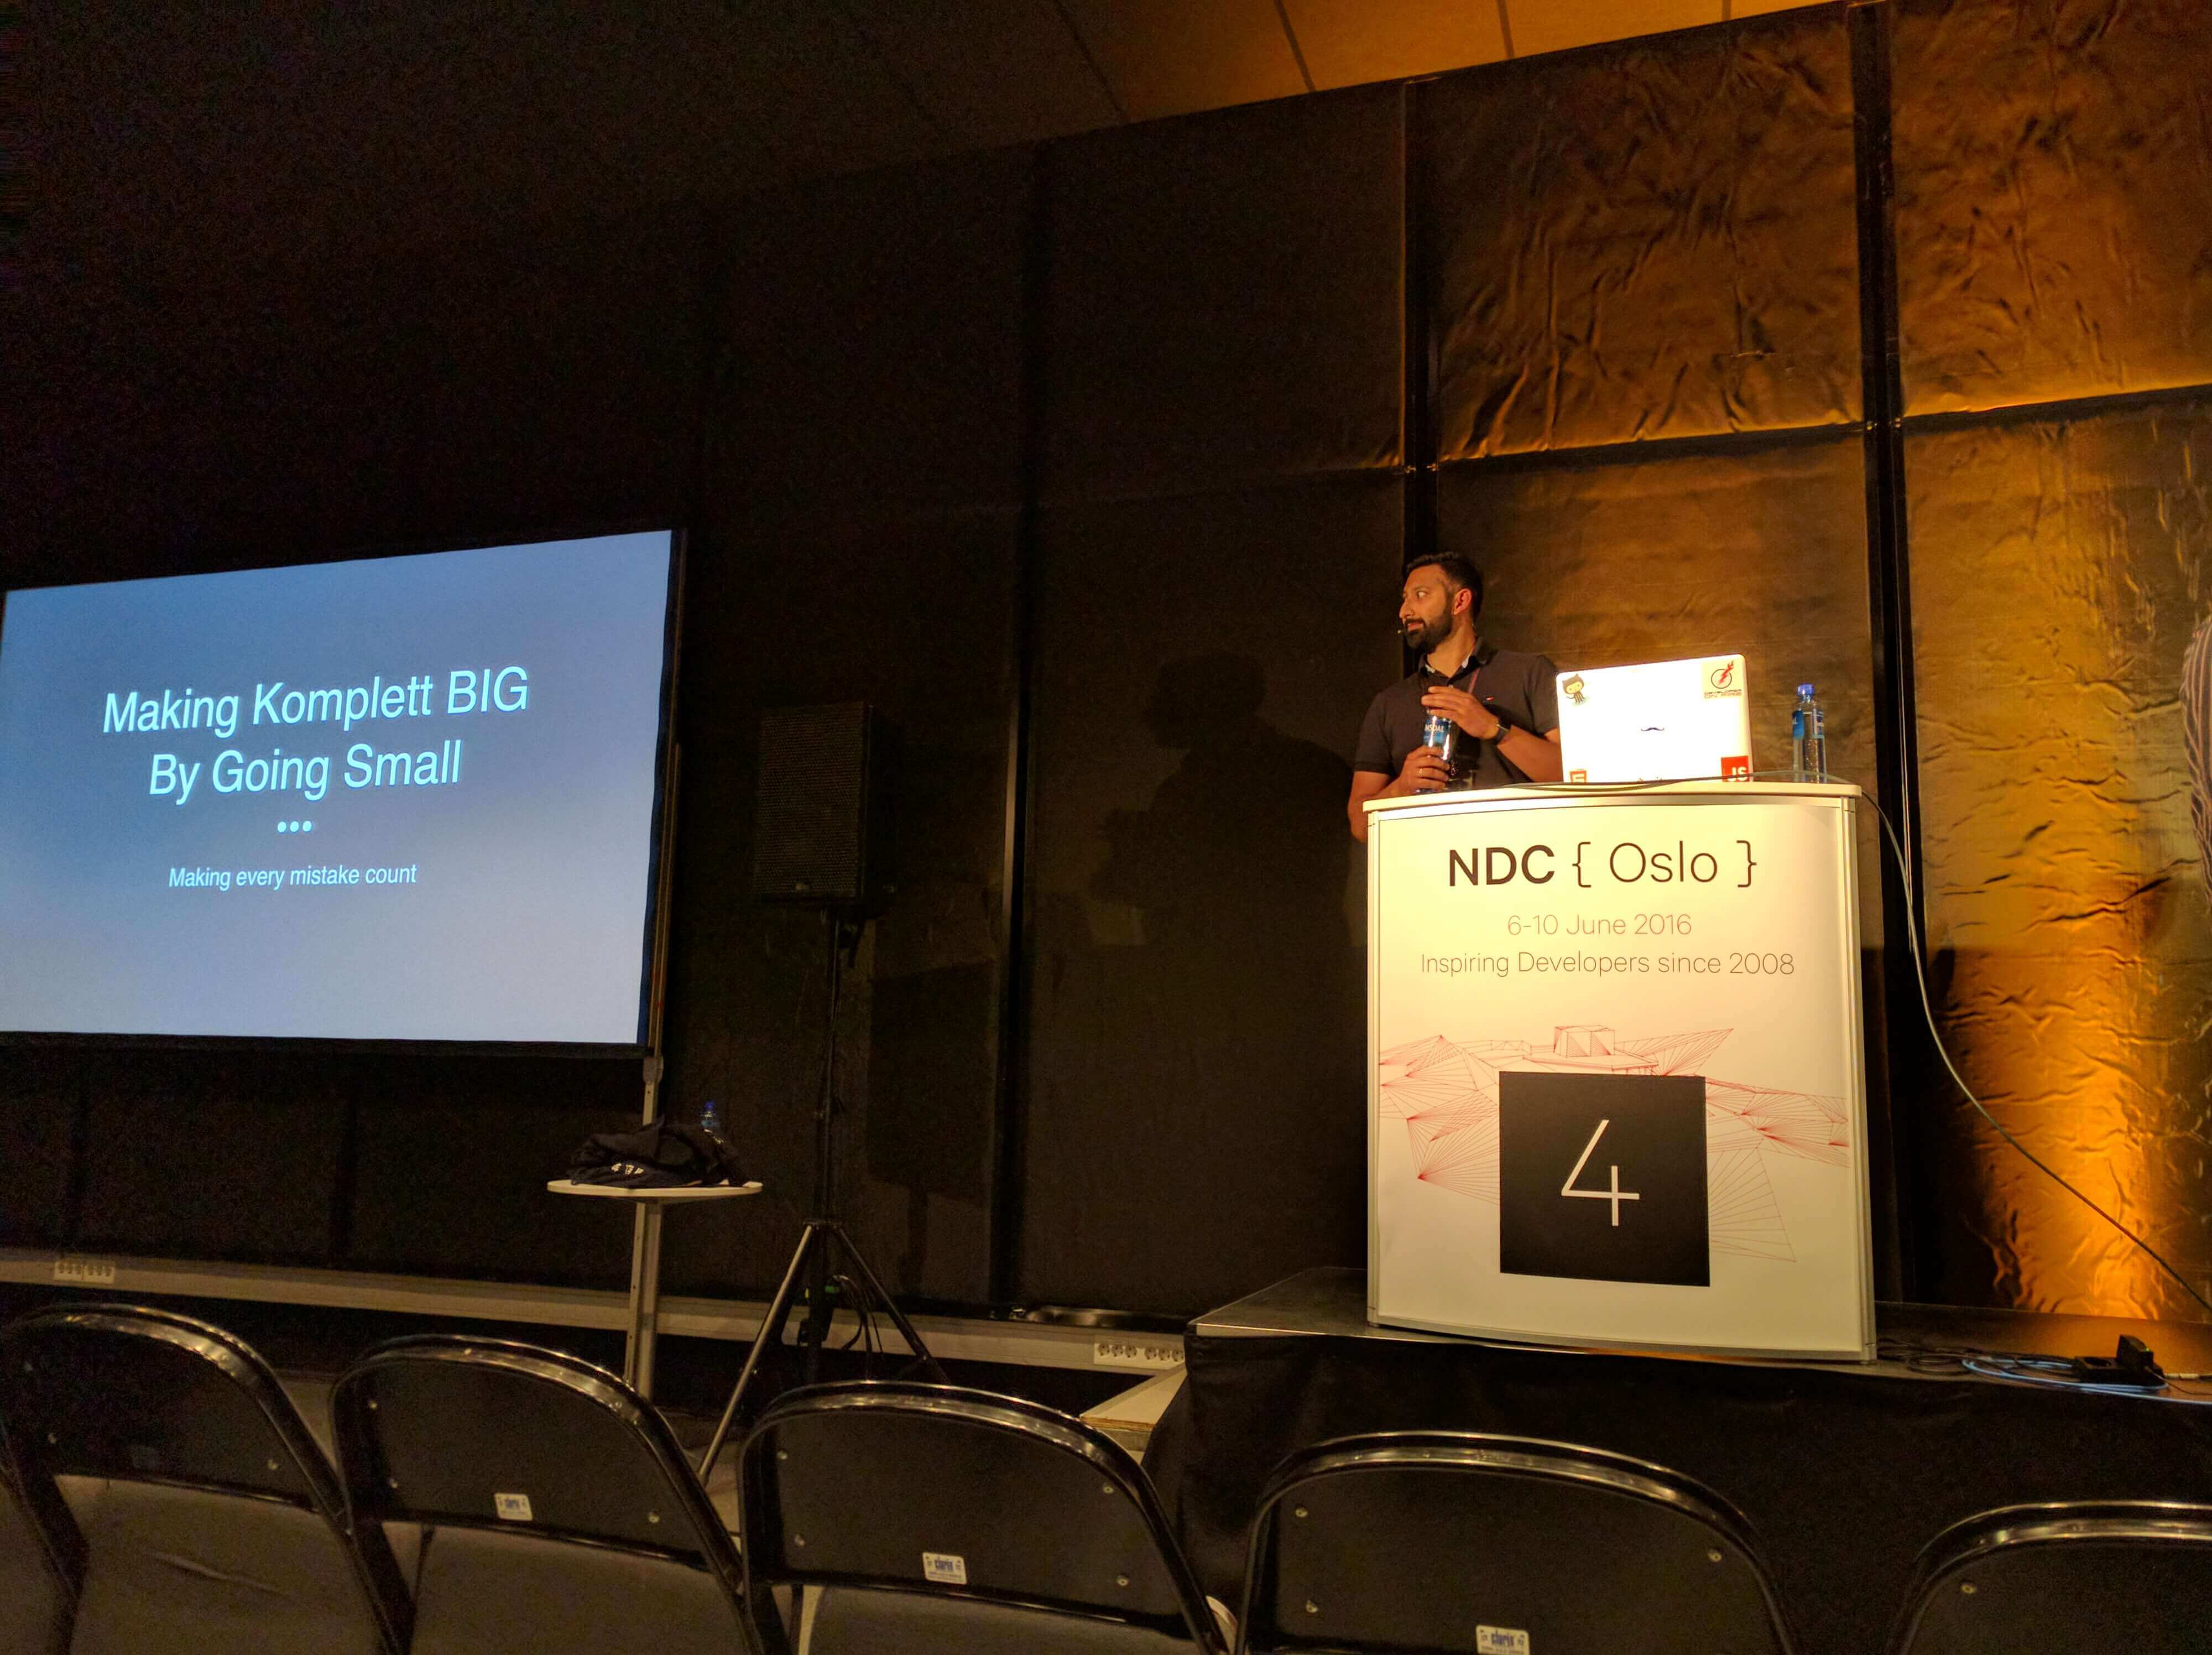 Making Komplett BIG
By Going Small
Making every mistake count
JS
NDC { Oslo }
6-10 June 2016
Inspiring Developers since 2008
4